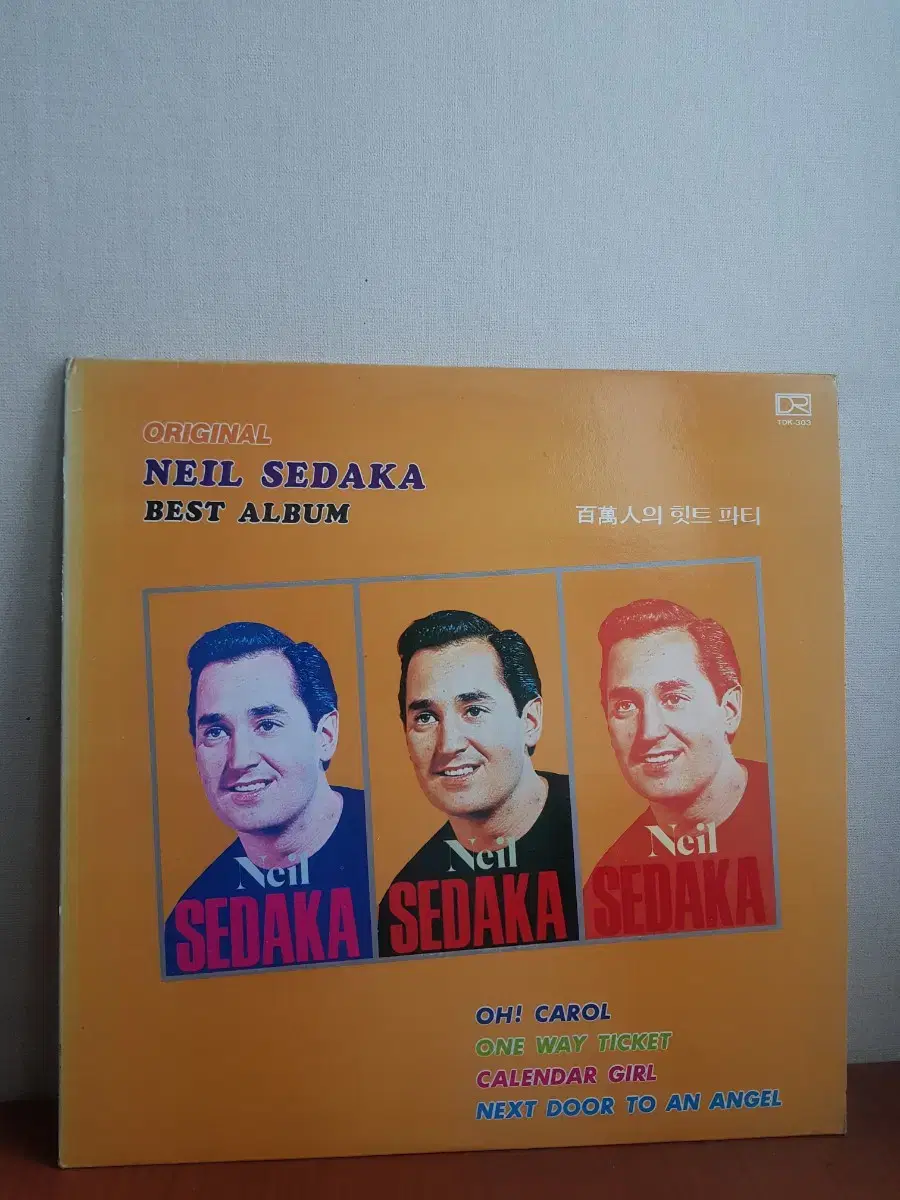 ORIGINAL
NEIL SEDAKA
BEST ALBUM
DR
TDK-303
百萬人의 힛트 파티
Neil
SEDAKA
Neil
SEDAKA
Neil
SEDAKA
OH! CAROL
ONE WAY TICKET
CALENDAR GIRL
NEXT DOOR TO AN ANGEL